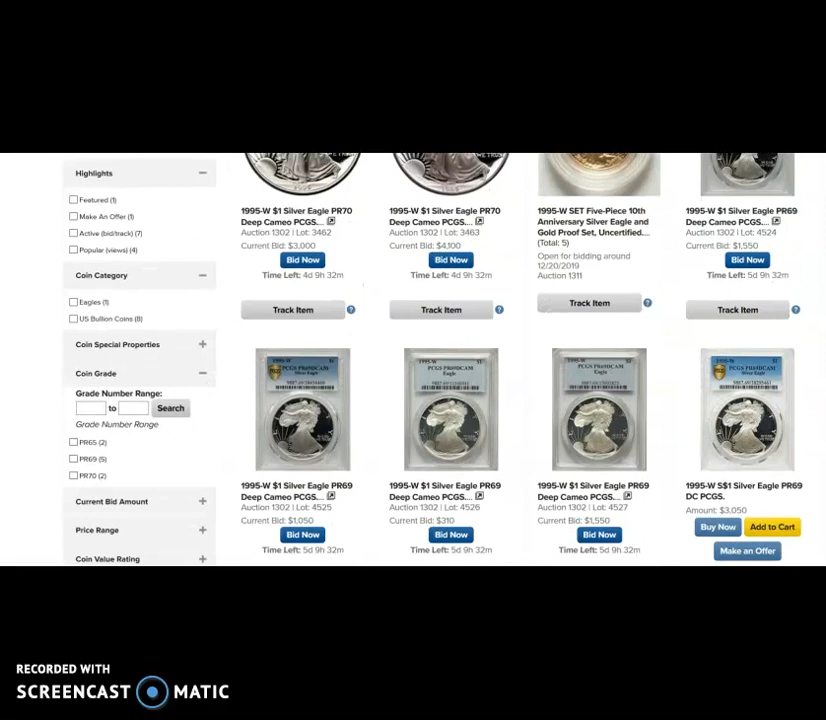 Highlights
Featured (1)
Make An Offer (1)
Active (bid/track) (7)
Popular (views) (4)
Coin Category
Eagles (1)
US Bullion Coins (8)
Coin Special Properties
Coin Grade
Grade Number Range:
to
Search
Grade Number Range
PR65 (2)
PR69 (5)
PR70 (2)
Current Bid Amount
Price Range
Coin Value Rating
1995-W $1 Silver Eagle PR70
Deep Cameo PCGS....
Auction 1302 | Lot: 3462
Current Bid: $3,000
Bid Now
Time Left: 4d 9h 32m
Track Item
1995-W $1 Silver Eagle PR70
Deep Cameo PCGS....
Auction 1302 | Lot: 3463
Current Bid: $4,100
Bid Now
Time Left: 4d 9h 32m
Track Item
1995-W SET Five-Piece 10th
Anniversary Silver Eagle and
Gold Proof Set, Uncertified....
(Total: 5)
Open for bidding around
12/20/2019
Auction 1311
Track Item
1995-W $1 Silver Eagle PR69
Deep Cameo PCGS....
Auction 1302 | Lot: 4524
Current Bid: $1,550
Bid Now
Time Left: 5d 9h 32m
Track Item
1995-W $1 Silver Eagle PR69
Deep Cameo PCGS....
Auction 1302 | Lot: 4525
Current Bid: $1,050
Bid Now
Time Left: 5d 9h 32m
1995-W $1 Silver Eagle PR69
Deep Cameo PCGS....
Auction 1302 | Lot: 4526
Current Bid: $310
Bid Now
Time Left: 5d 9h 32m
1995-W $1 Silver Eagle PR69
Deep Cameo PCGS....
Auction 1302 | Lot: 4527
Current Bid: $1,550
Bid Now
Time Left: 5d 9h 32m
1995-W S$1 Silver Eagle PR69
DC PCGS.
Amount: $3,050
Buy Now
Add to Cart
Make an Offer
RECORDED WITH
SCREENCAST MATIC